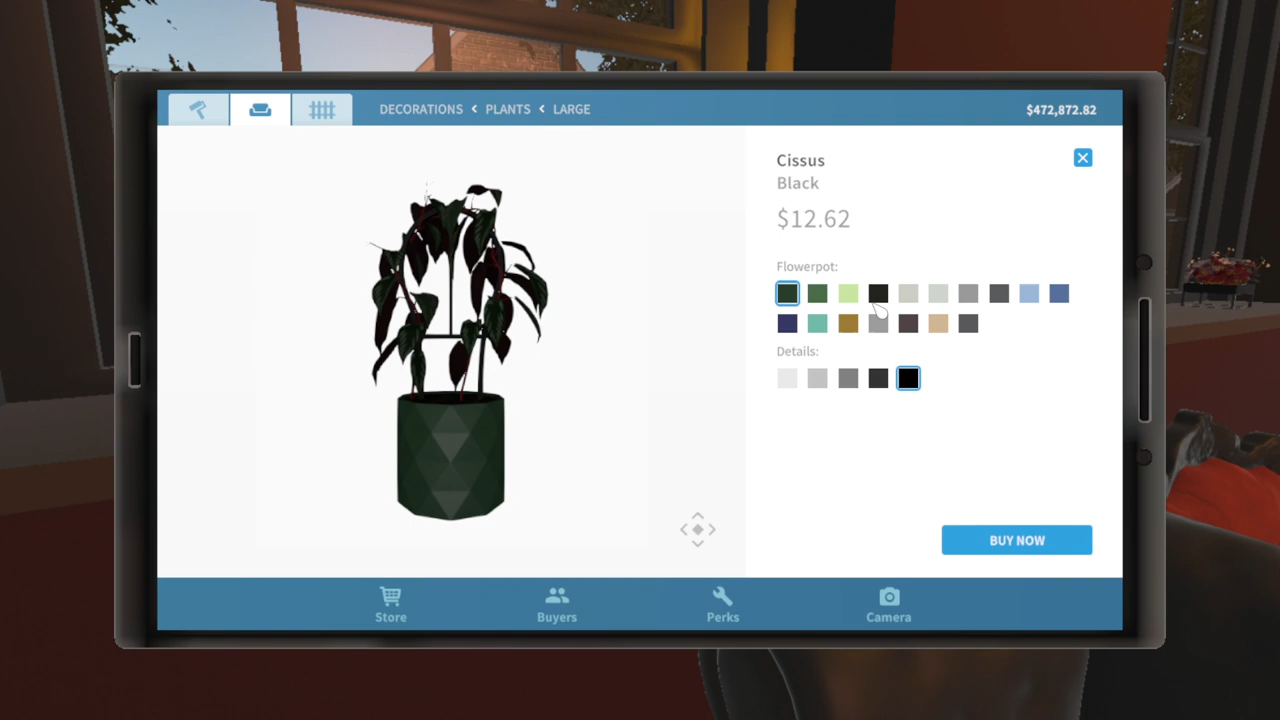 DECORATIONS < PLANTS < LARGE
$472,872.82
Cissus
Black
$12.62
Flowerpot:
Details:
BUY NOW
Store
Buyers
Perks
Camera